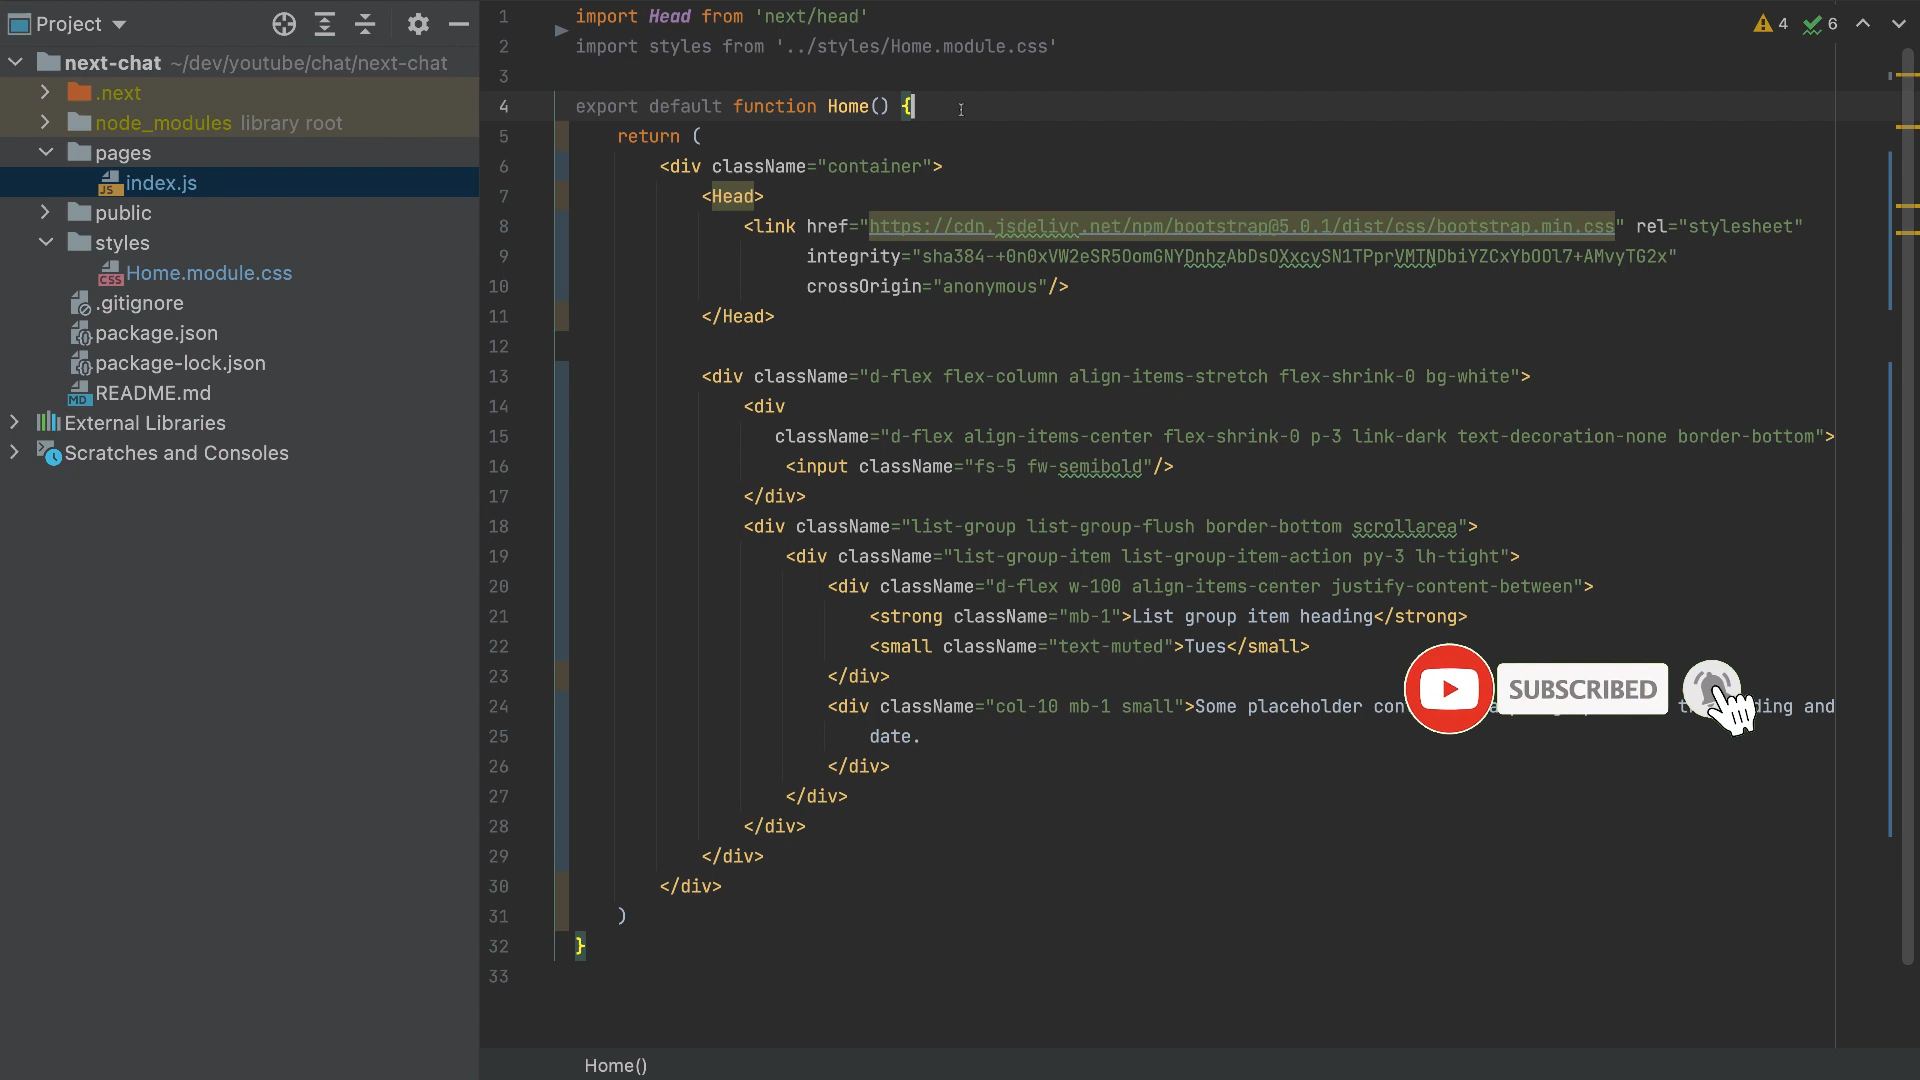 Project
next-chat ~/dev/youtube/chat/next-chat
.next
node_modules library root
pages
JS index.js
public
styles
CSS Home.module.css
.gitignore
package.json
package-lock.json
MD README.md
External Libraries
Scratches and Consoles
4 6
1 import Head from 'next/head'
2 import styles from '../styles/Home.module.css'
3
4 export default function Home() {
5 return (
6 <div className="container">
7 <Head>
8 <link href="https://cdn.jsdelivr.net/npm/bootstrap@5.0.1/dist/css/bootstrap.min.css" rel="stylesheet"
9 integrity="sha384-+0n0xVW2eSR5OomGNYDnhzAbDsOXxcvSN1TPprVMTNDbiYZCxYbOOl7+AMvyTG2x"
10 crossOrigin="anonymous"/>
11 </Head>
12
13 <div className="d-flex flex-column align-items-stretch flex-shrink-0 bg-white">
14 <div
15 className="d-flex align-items-center flex-shrink-0 p-3 link-dark text-decoration-none border-bottom">
16 <input className="fs-5 fw-semibold"/>
17 </div>
18 <div className="list-group list-group-flush border-bottom scrollarea">
19 <div className="list-group-item list-group-item-action py-3 lh-tight">
20 <div className="d-flex w-100 align-items-center justify-content-between">
21 <strong className="mb-1">List group item heading</strong>
22 <small className="text-muted">Tues</small>
23 </div>
24 <div className="col-10 mb-1 small">Some placeholder and
25 date.
26 </div>
27 </div>
28 </div>
29 </div>
30 </div>
31 )
32 }
33
SUBSCRIBED
Home()